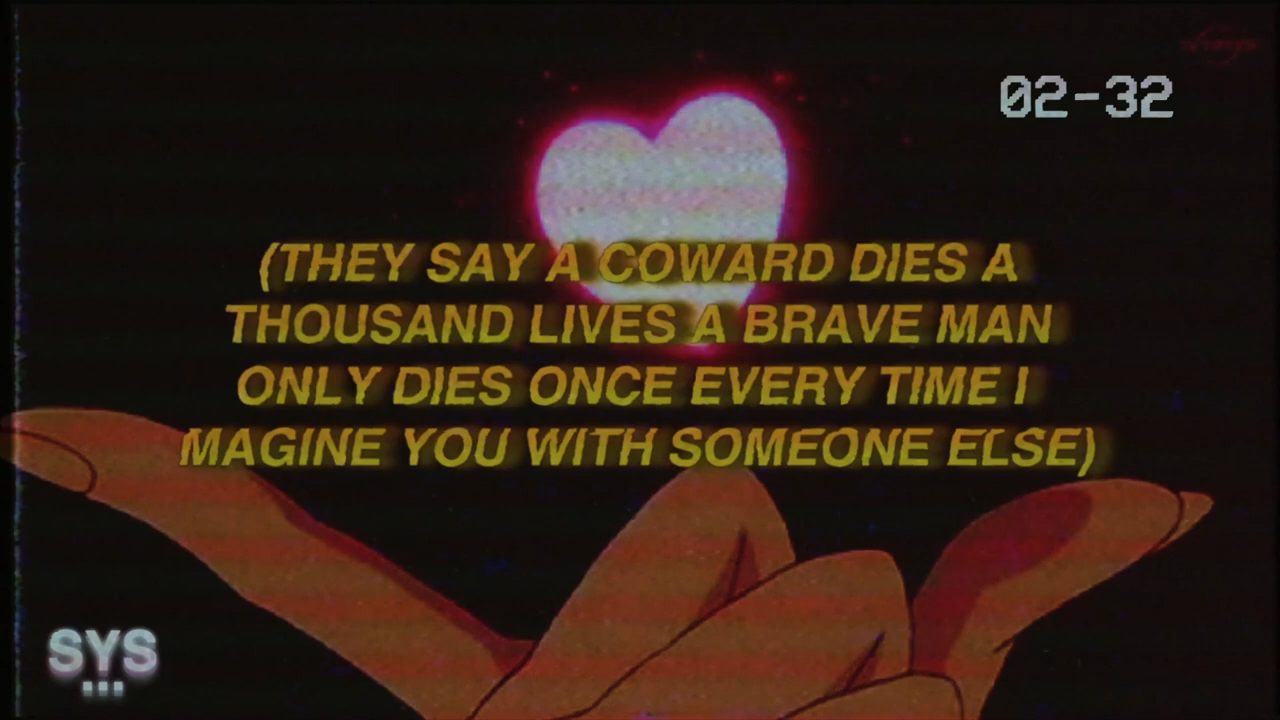 02-32
(THEY SAY A COWARD DIES A
THOUSAND LIVES A BRAVE MAN
ONLY DIES ONCE EVERY TIME I
MAGINE YOU WITH SOMEONE ELSE)
SYS